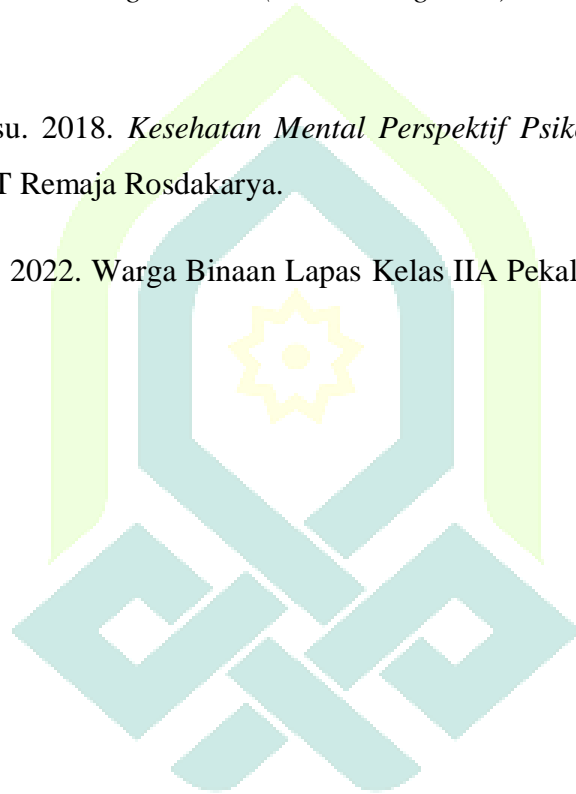 su. 2018. Kesehatan Mental Perspektif Psik
T Remaja Rosdakarya.
2022. Warga Binaan Lapas Kelas IIA Pekal